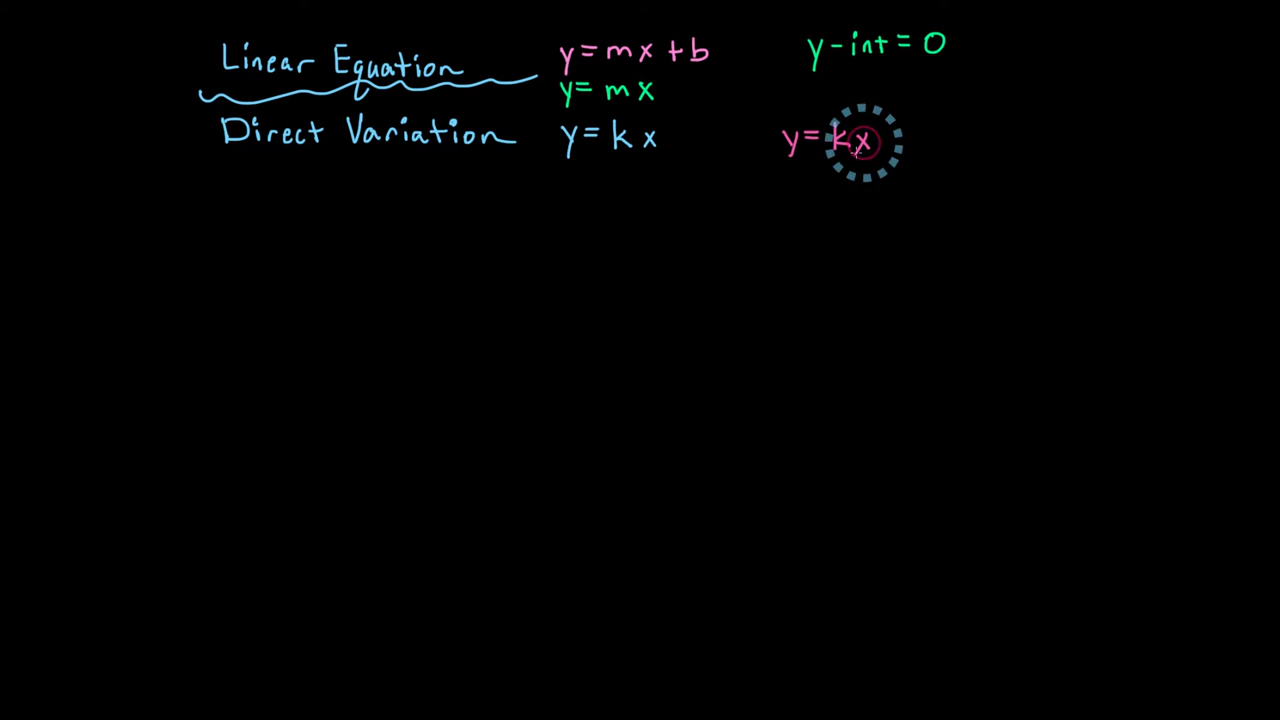 Linear Equation y = mx + b y-int = 0
y = mx
Direct Variation y = kx y = kx